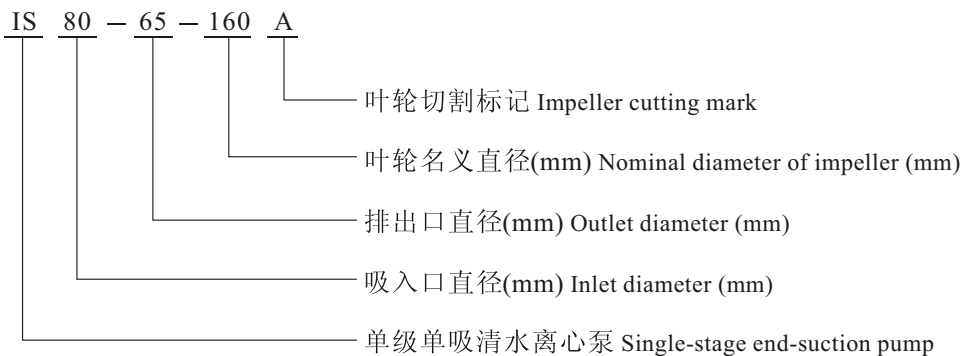 IS 80 – 65 – 160 A
叶轮切割标记 Impeller cutting mark
叶轮名义直径(mm) Nominal diameter of impeller (mm)
排出口直径(mm) Outlet diameter (mm)
吸入口直径(mm) Inlet diameter (mm)
单级单吸清水离心泵 Single-stage end-suction pump